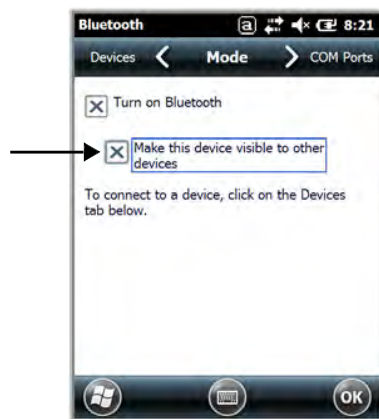 Bluetooth a 8:21
Devices Mode COM Ports
Turn on Bluetooth
Make this device visible to other
devices
To connect to a device, click on the Devices
tab below.
OK